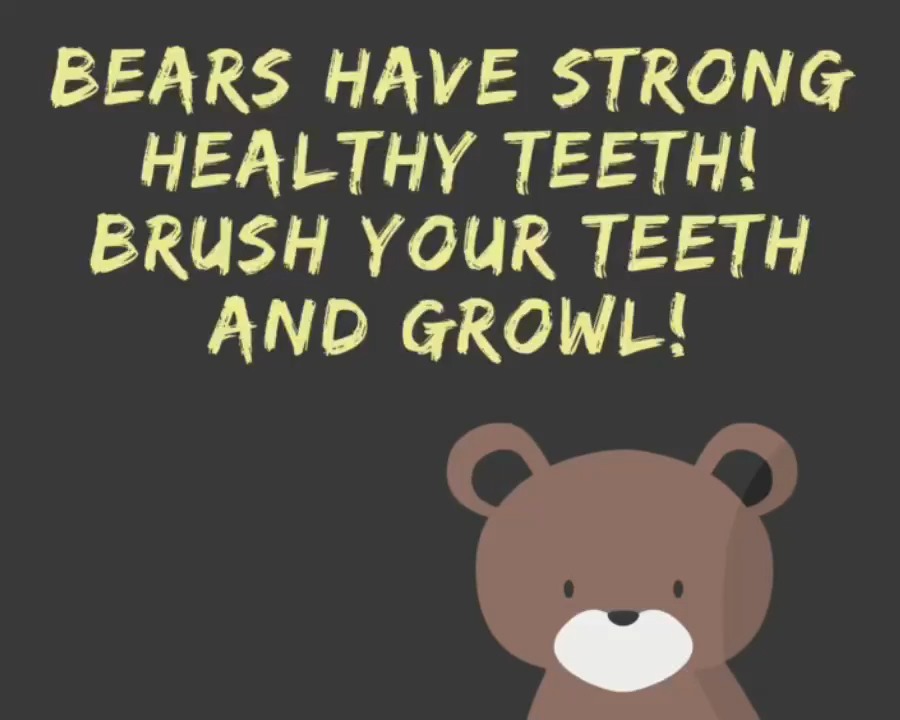 BEARS HAVE STRONG
HEALTHY TEETH!
BRUSH YOUR TEETH
AND GROWL!